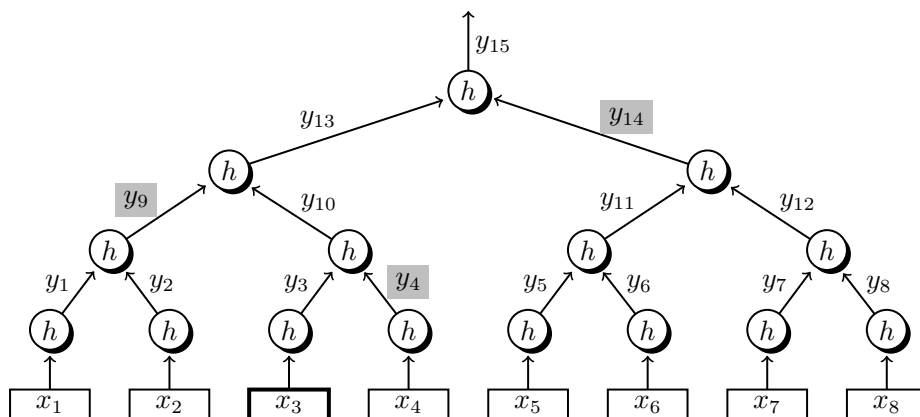 y₁₅
h
y₁₃ y₁₄
h h
y₉ y₁₀ y₁₁ y₁₂
h h h h
y₁ y₂ y₃ y₄ y₅ y₆ y₇ y₈
h h h h h h h h
x₁ x₂ x₃ x₄ x₅ x₆ x₇ x₈